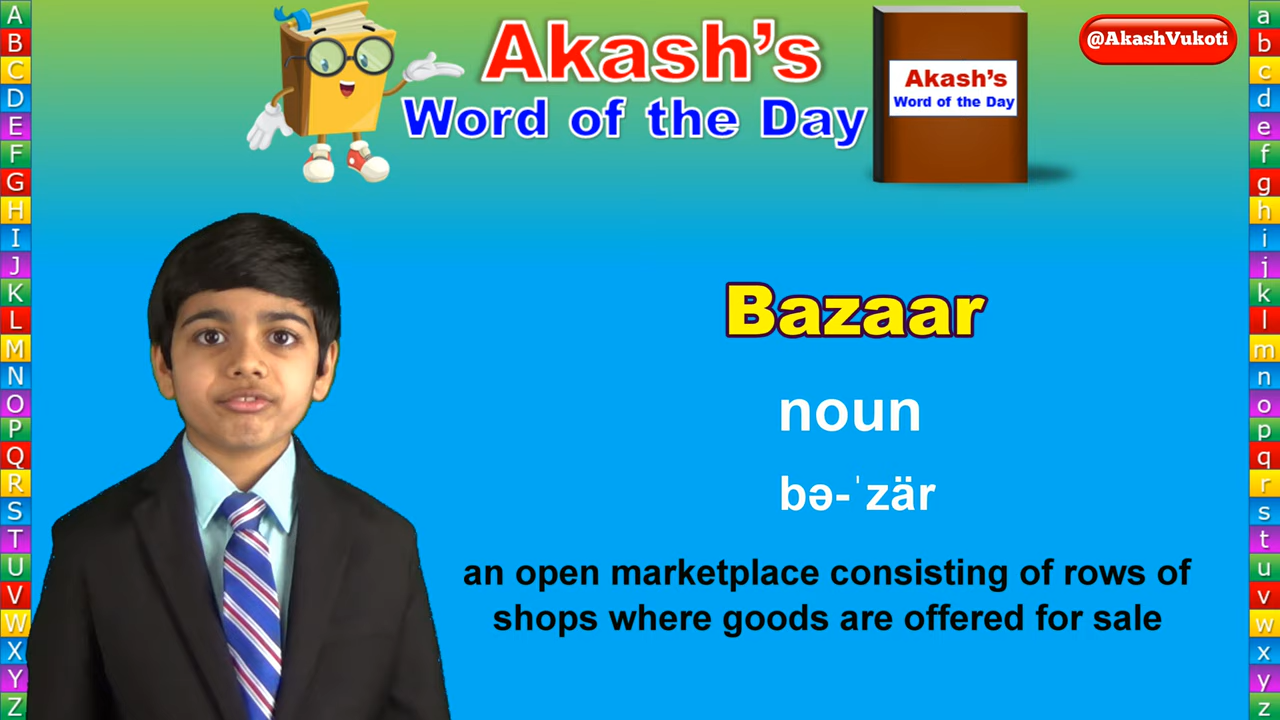 Akash's
Word of the Day
Akash's
Word of the Day
@AkashVukoti
Bazaar
noun
bə-ˈzär
an open marketplace consisting of rows of
shops where goods are offered for sale
A
B
C
D
E
F
G
H
I
J
K
L
M
N
O
P
Q
R
S
T
U
V
W
X
Y
Z
a
b
c
d
e
f
g
h
i
j
k
l
m
n
o
p
q
r
s
t
u
v
w
x
y
z